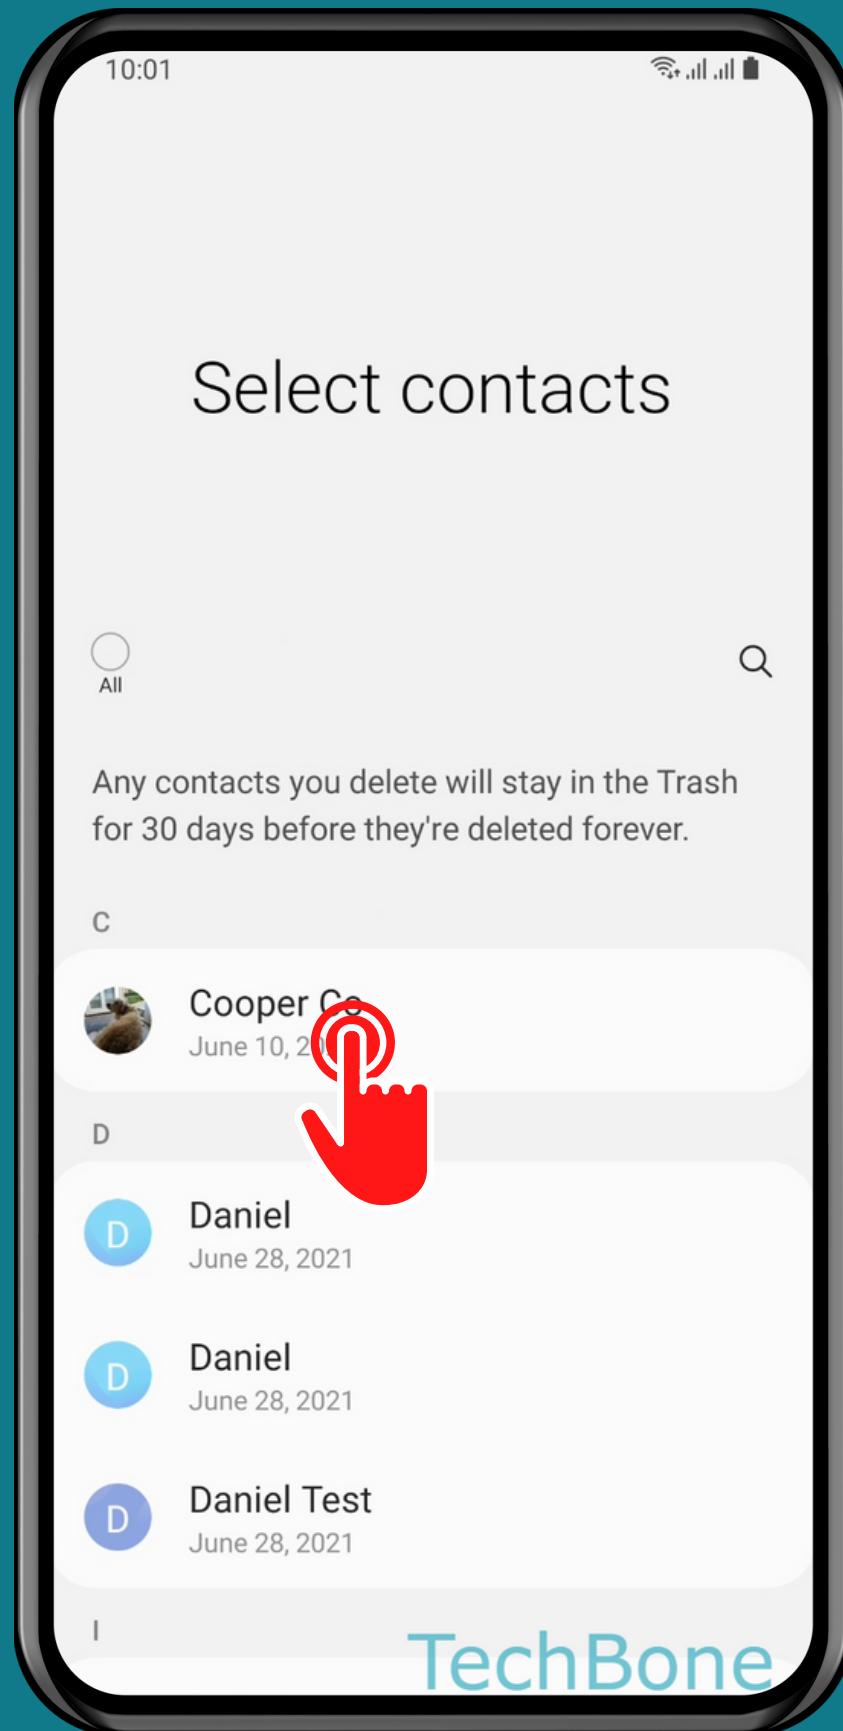 10:01
Select contacts
All
Any contacts you delete will stay in the Trash
for 30 days before they're deleted forever.
C
Cooper Co
June 10,
D
D
Daniel
June 28, 2021
D
Daniel
June 28, 2021
D
Daniel Test
June 28, 2021
I
TechBone